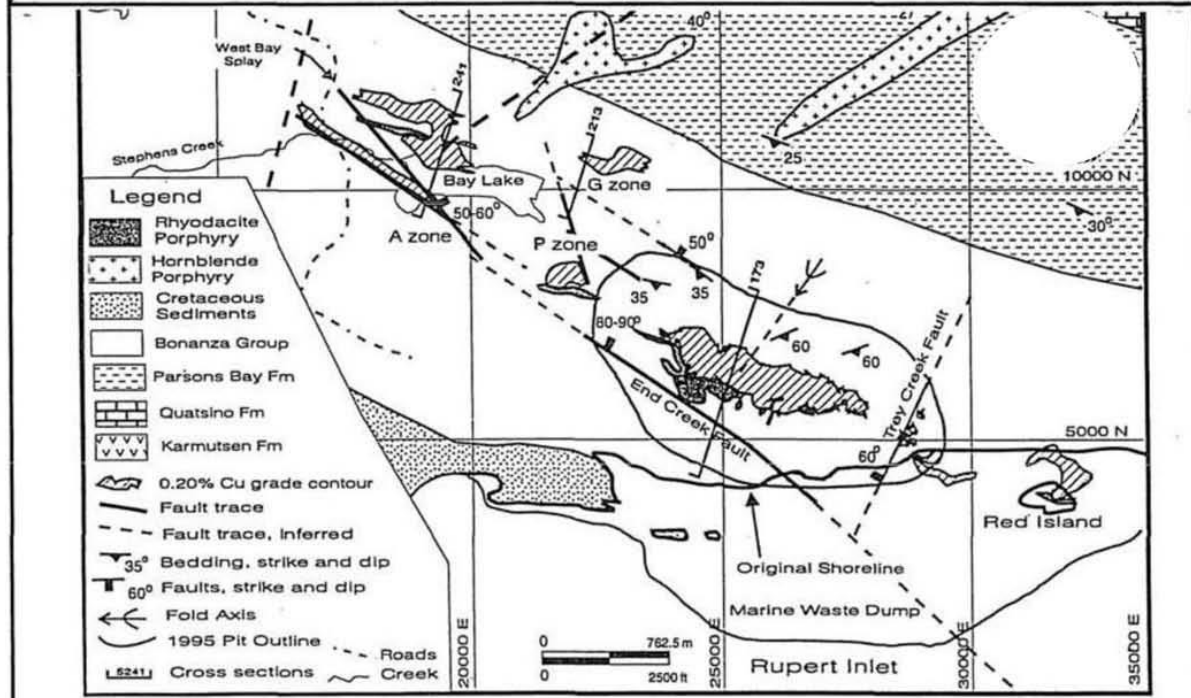 40°
25
West Bay
Splay
241
213
Stephens Creek
Bay Lake
G zone
10000 N
25
30°
50-60°
A zone
P zone
50°
35
35
173
60-90°
60
60
End Creek Fault
Trey Creek Fault
5000 N
60°
Red Island
Original Shoreline
Marine Waste Dump
Rupert Inlet
20000 E
25000 E
30000 E
35000 E
0
762.5 m
0
2500 ft
Legend
Rhyodacite
Porphyry
Hornblende
Porphyry
Cretaceous
Sediments
Bonanza Group
Parsons Bay Fm
Quatsino Fm
Karmutsen Fm
0.20% Cu grade contour
Fault trace
Fault trace, Inferred
35° Bedding, strike and dip
60° Faults, strike and dip
Fold Axis
1995 Pit Outline
Roads
5241 Cross sections
Creek